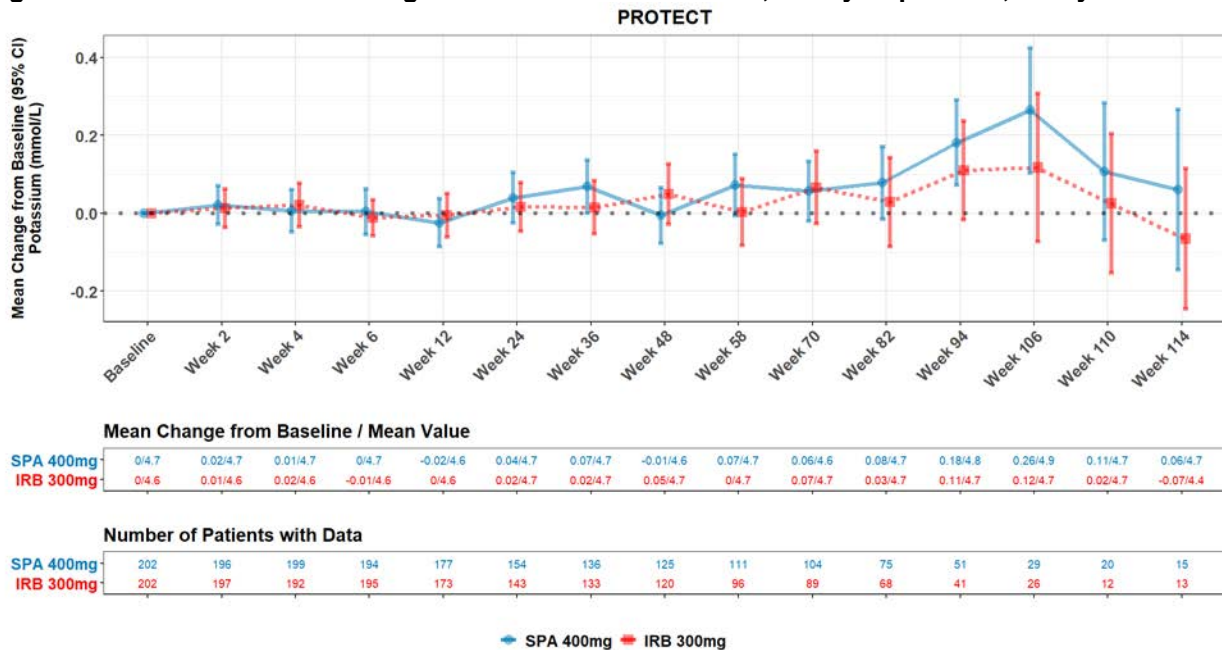 PROTECT
Mean Change from Baseline (95% CI)
Potassium (mmol/L)
0.4
0.2
0.0
-0.2
Baseline Week 2 Week 4 Week 6 Week 12 Week 24 Week 36 Week 48 Week 58 Week 70 Week 82 Week 94 Week 106 Week 110 Week 114
Mean Change from Baseline / Mean Value
SPA 400mg 0/4.7 0.02/4.7 0.01/4.7 0/4.7 -0.02/4.6 0.04/4.7 0.07/4.7 -0.01/4.6 0.07/4.7 0.06/4.6 0.08/4.7 0.18/4.8 0.26/4.9 0.11/4.7 0.06/4.7
IRB 300mg 0/4.6 0.01/4.6 0.02/4.6 -0.01/4.6 0/4.6 0.02/4.7 0.02/4.7 0.05/4.7 0/4.7 0.07/4.7 0.03/4.7 0.11/4.7 0.12/4.7 0.02/4.7 -0.07/4.4
Number of Patients with Data
SPA 400mg 202 196 199 194 177 154 136 125 111 104 75 51 29 20 15
IRB 300mg 202 197 192 195 173 143 133 120 96 89 68 41 26 12 13
SPA 400mg IRB 300mg